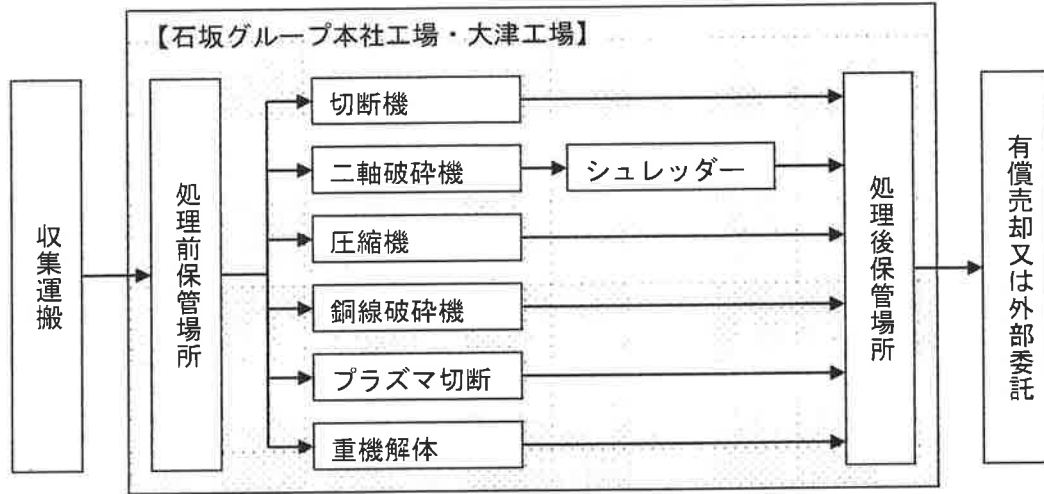 【石坂グループ本社工場・大津工場】
収集運搬
処理前保管場所
切断機
二軸破砕機
シュレッダー
圧縮機
銅線破砕機
プラズマ切断
重機解体
処理後保管場所
有償売却又は外部委託